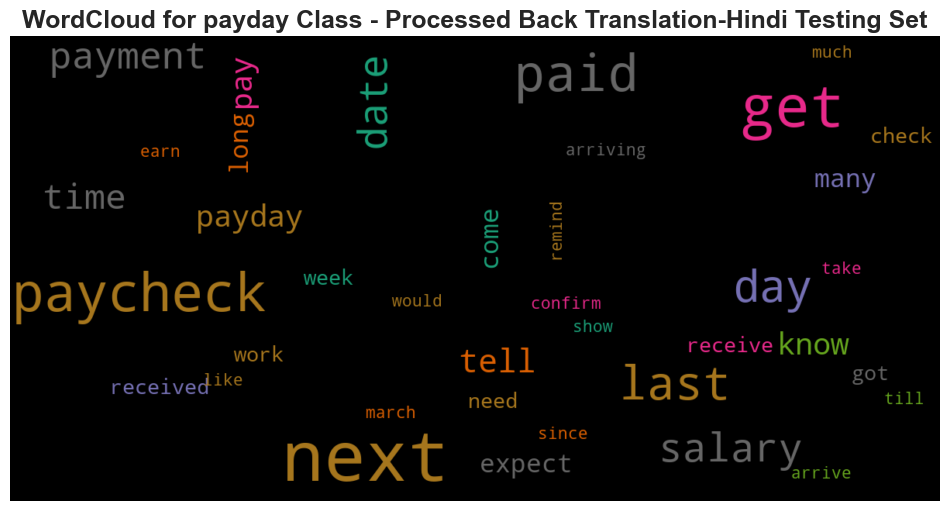 WordCloud for payday Class - Processed Back Translation-Hindi Testing Set
payment
long
pay
date
paid
get
much
check
earn
arriving
many
time
payday
come
remind
week
would
paycheck
confirm
show
day
take
work
like
received
tell
need
receive
know
last
got
till
march
next
since
expect
salary
arrive